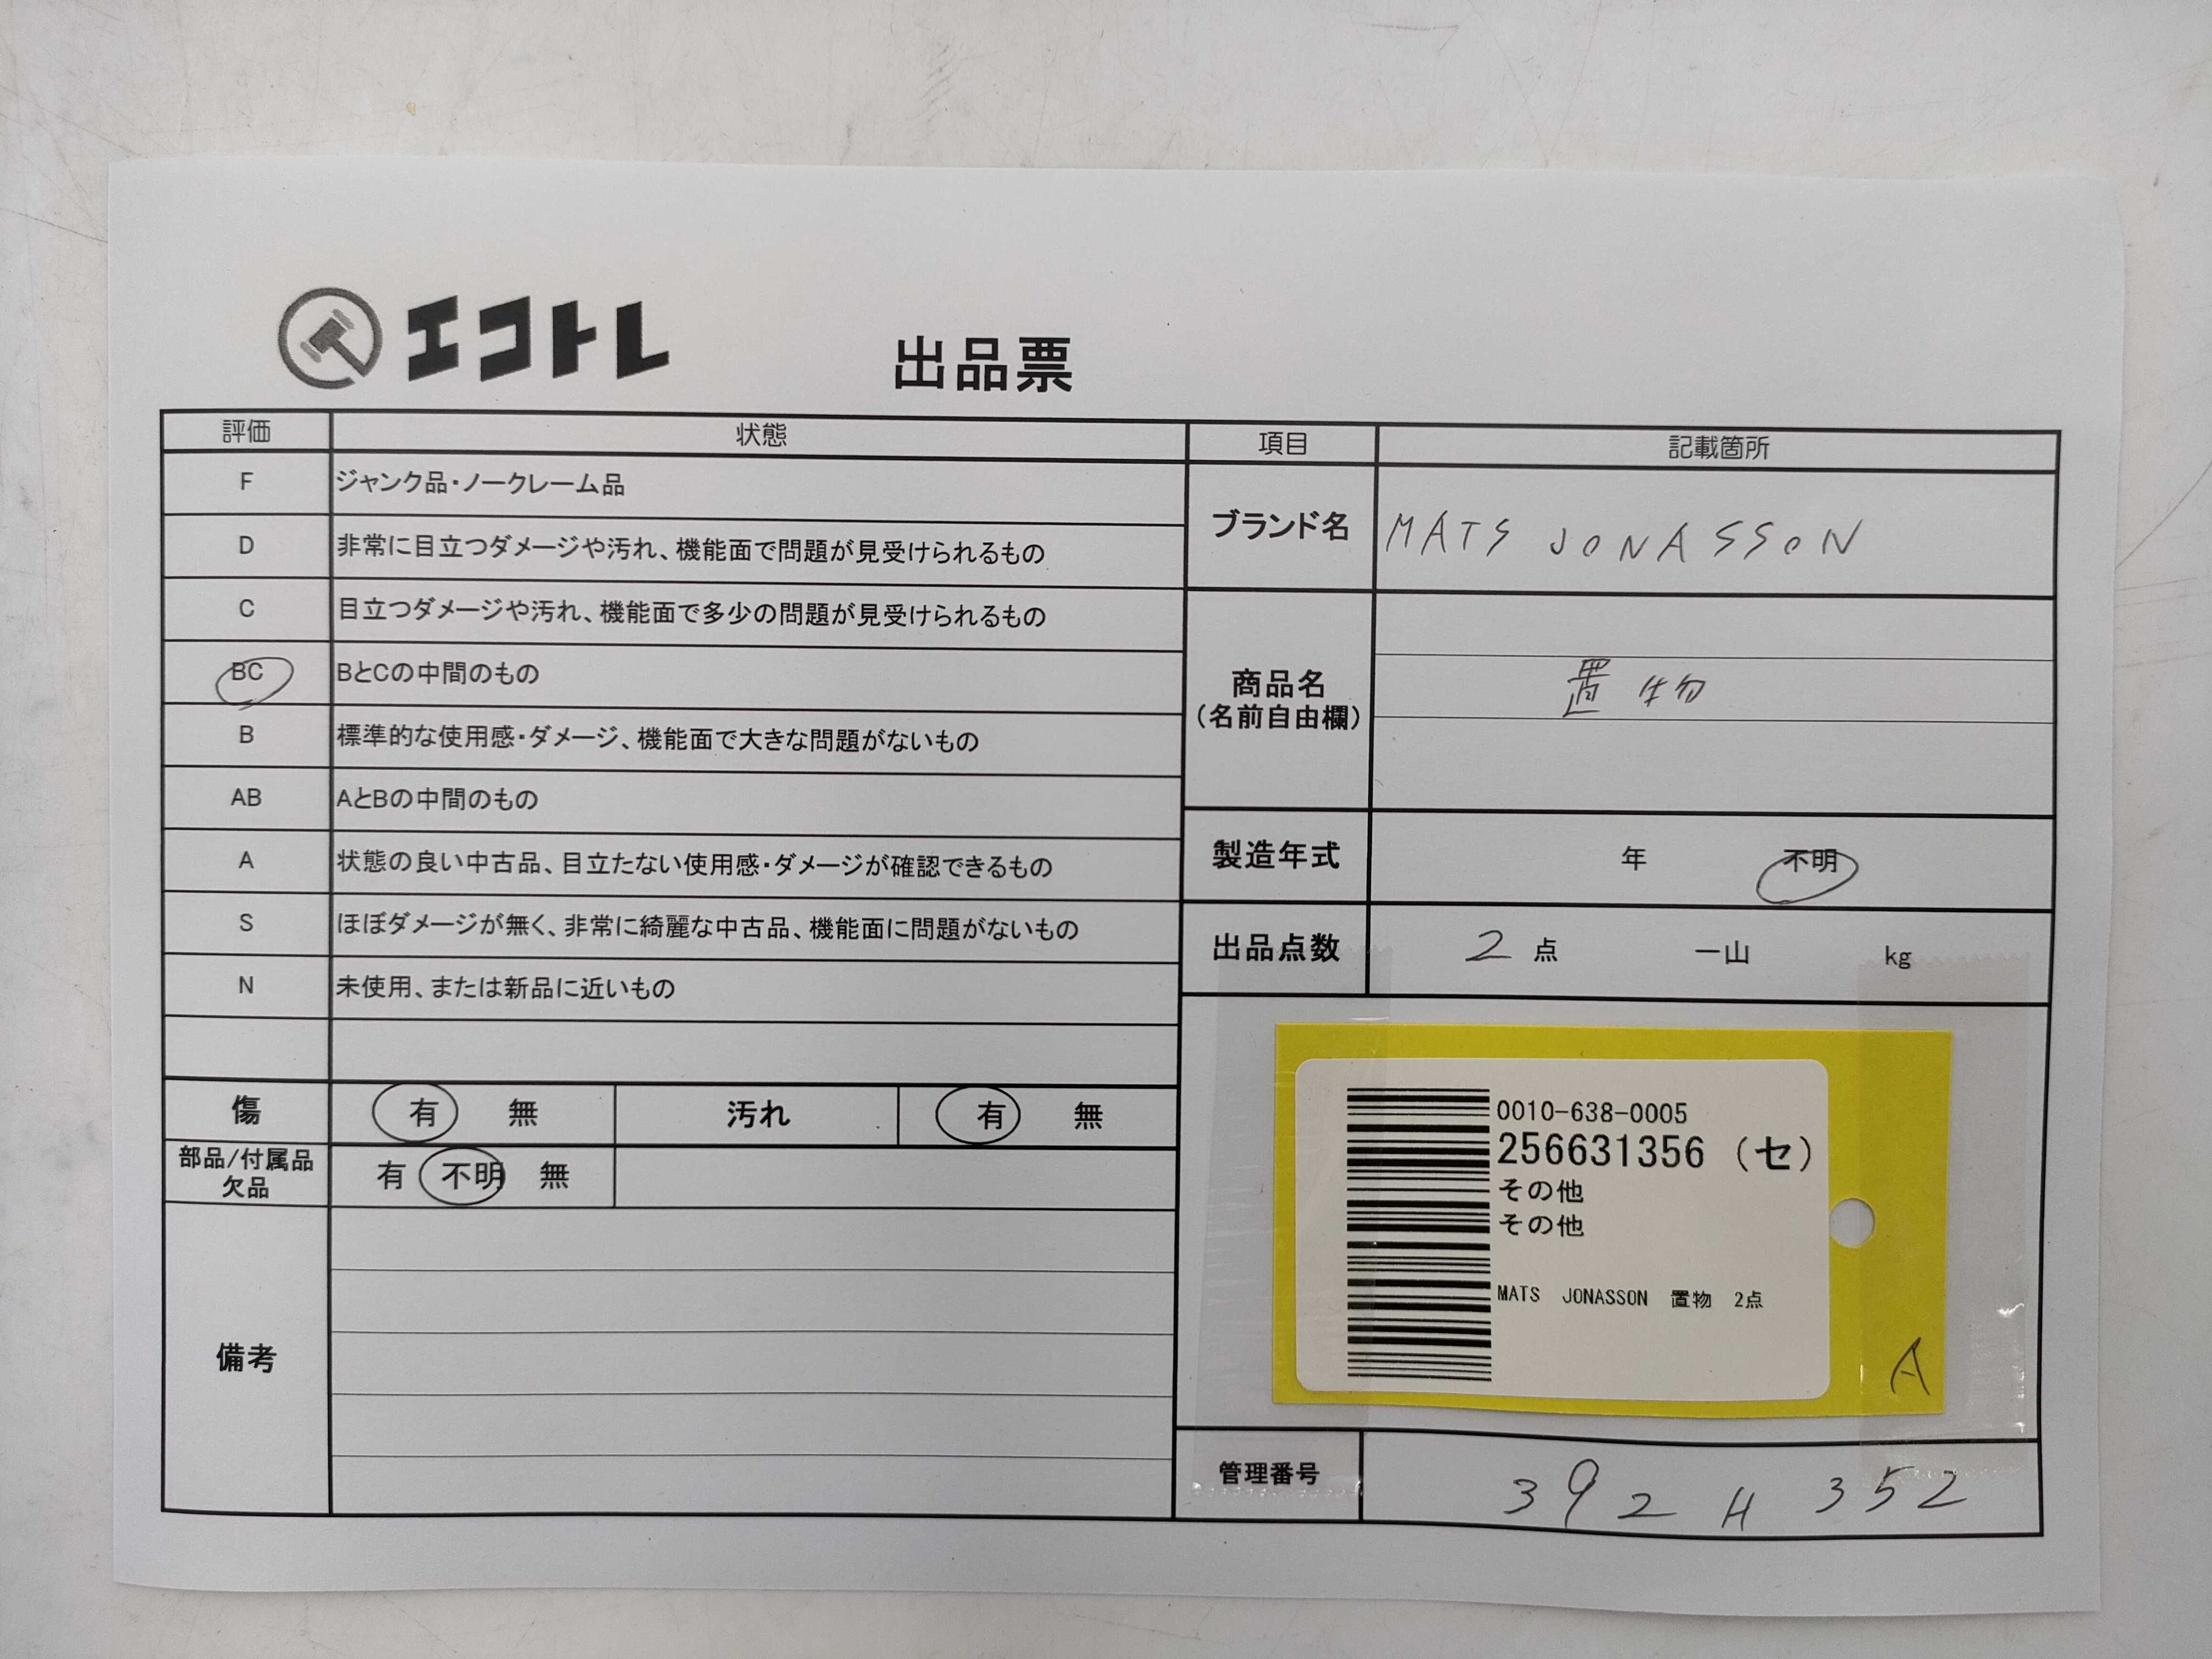 エコトレ
出品票
評価 状態
F ジャンク品・ノークレーム品
D 非常に目立つダメージや汚れ、機能面で問題が見受けられるもの
C 目立つダメージや汚れ、機能面で多少の問題が見受けられるもの
BC BとCの中間のもの
B 標準的な使用感・ダメージ、機能面で大きな問題がないもの
AB AとBの中間のもの
A 状態の良い中古品、目立たない使用感・ダメージが確認できるもの
S ほぼダメージが無く、非常に綺麗な中古品、機能面に問題がないもの
N 未使用、または新品に近いもの
傷 有 無 汚れ 有 無
部品/付属品
欠品
有 不明 無
備考
項目 記載箇所
ブランド名 MATS JONASSON
商品名
(名前自由欄)
置物
製造年式 年 不明
出品点数 2 点 一山 kg
0010-638-0005
256631356 (セ)
その他
その他
MATS JONASSON 置物 2点
A
管理番号 392 H 352